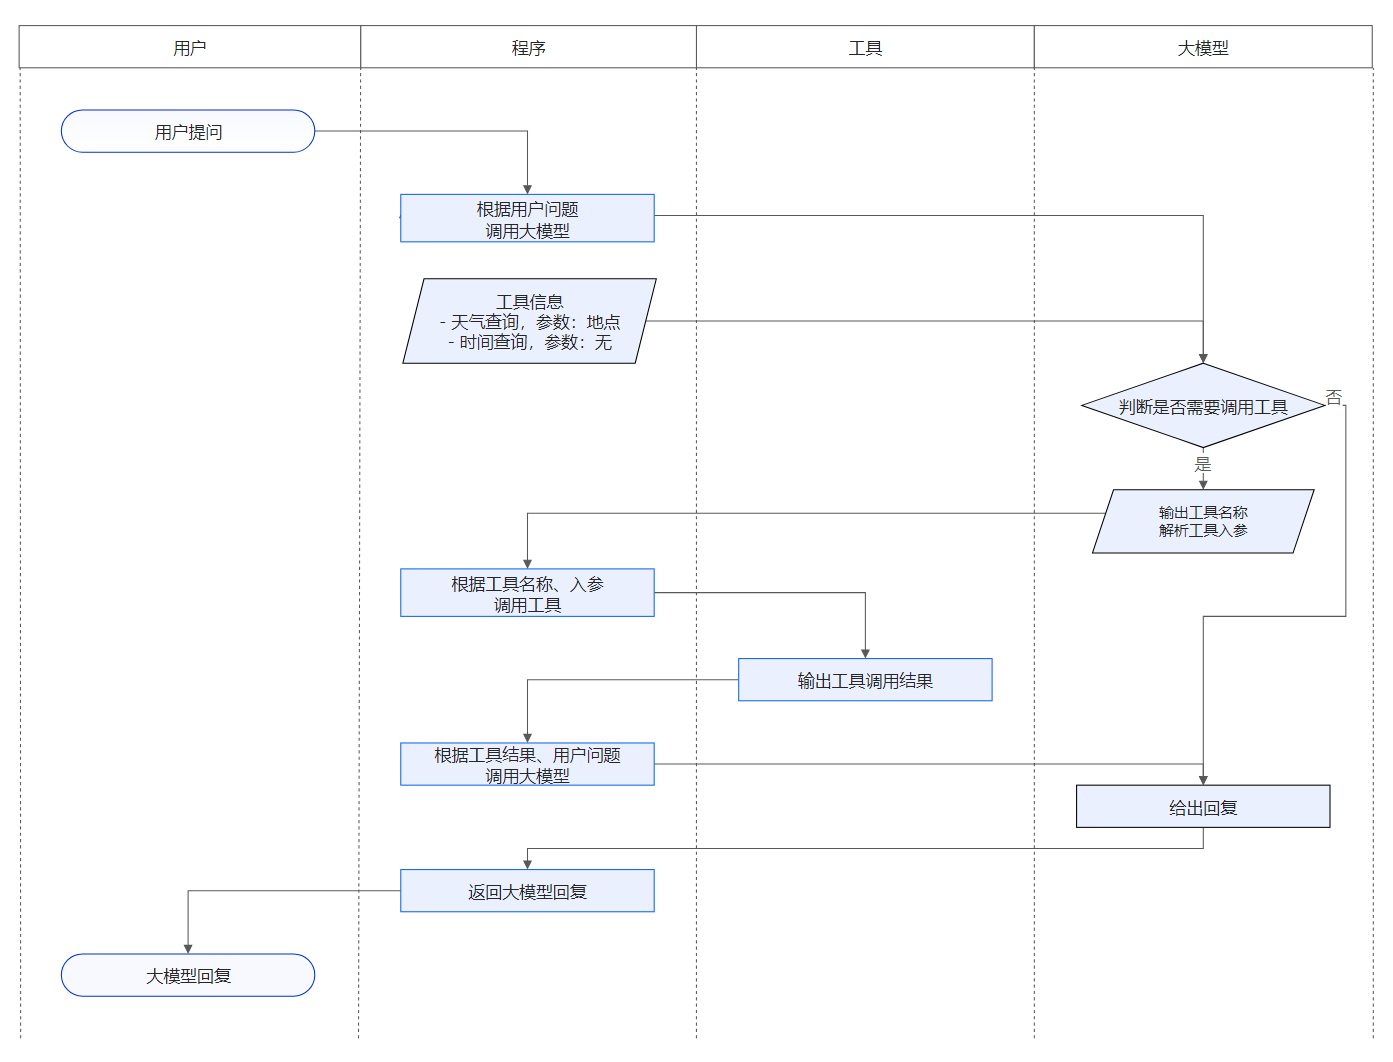 用户
程序
工具
大模型
用户提问
根据用户问题
调用大模型
工具信息
- 天气查询，参数：地点
- 时间查询，参数：无
判断是否需要调用工具
否
是
输出工具名称
解析工具入参
根据工具名称、入参
调用工具
输出工具调用结果
根据工具结果、用户问题
调用大模型
给出回复
返回大模型回复
大模型回复